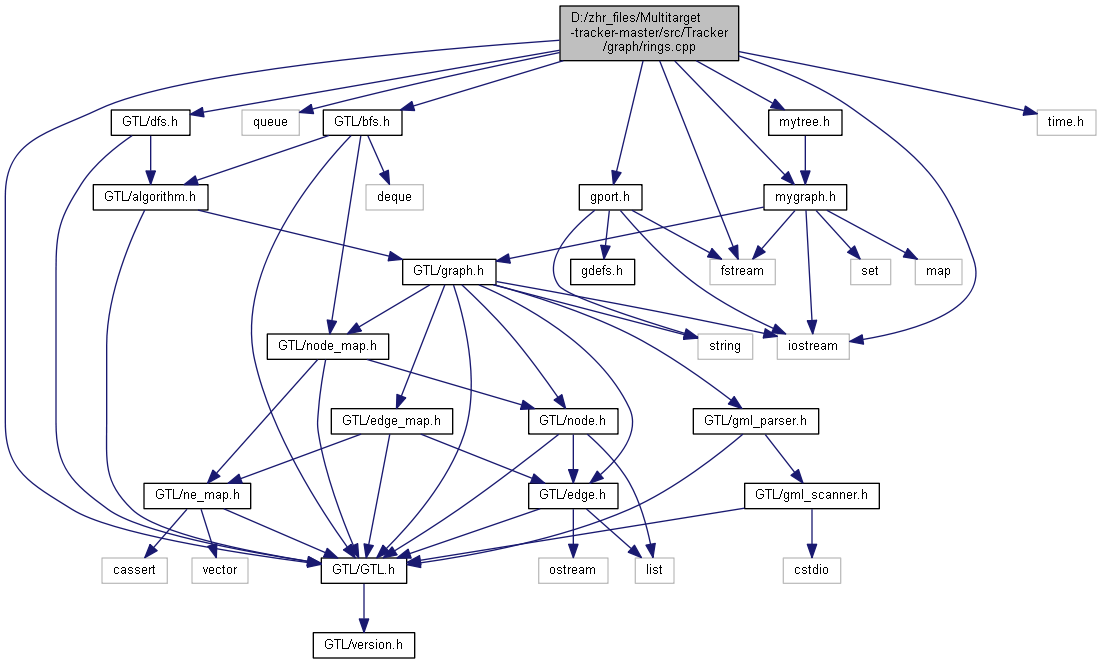 D:/zhr_files/Multitarget
-tracker-master/src/Tracker
/graph/rings.cpp
GTL/dfs.h
queue
GTL/bfs.h
mytree.h
time.h
GTL/algorithm.h
deque
gport.h
mygraph.h
GTL/graph.h
gdefs.h
fstream
set
map
GTL/node_map.h
string
iostream
GTL/edge_map.h
GTL/node.h
GTL/gml_parser.h
GTL/ne_map.h
GTL/edge.h
GTL/gml_scanner.h
cassert
vector
GTL/GTL.h
ostream
list
cstdio
GTL/version.h